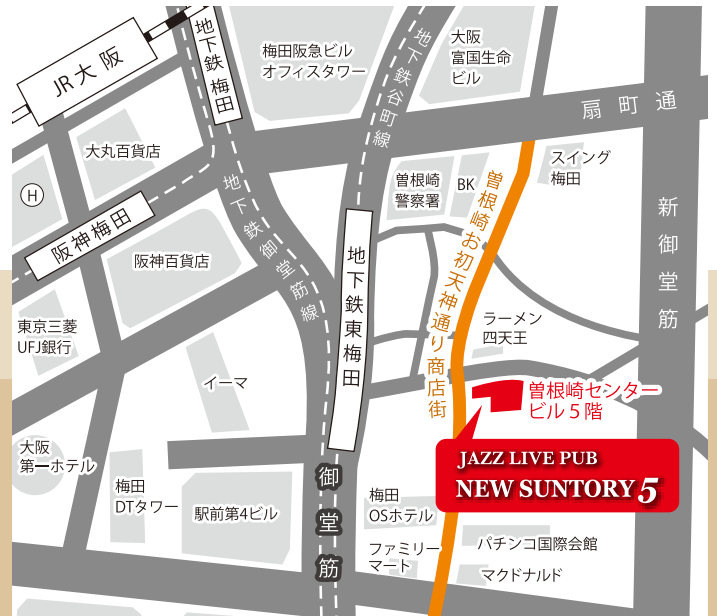 JR大阪
地下鉄梅田
梅田阪急ビル
オフィスタワー
地下鉄谷町線
大阪
富国生命
ビル
扇町通
大丸百貨店
H
阪神梅田
地下鉄御堂筋線
曽根崎
警察署
BK
曽根崎お初天神通り商店街
スイング
梅田
新御堂筋
阪神百貨店
地下鉄東梅田
東京三菱
UFJ銀行
イーマ
ラーメン
四天王
曽根崎センター
ビル5階
JAZZ LIVE PUB
NEW SUNTORY 5
大阪
第一ホテル
梅田
DTタワー
駅前第4ビル
御堂筋
梅田
OSホテル
ファミリー
マート
パチンコ国際会館
マクドナルド